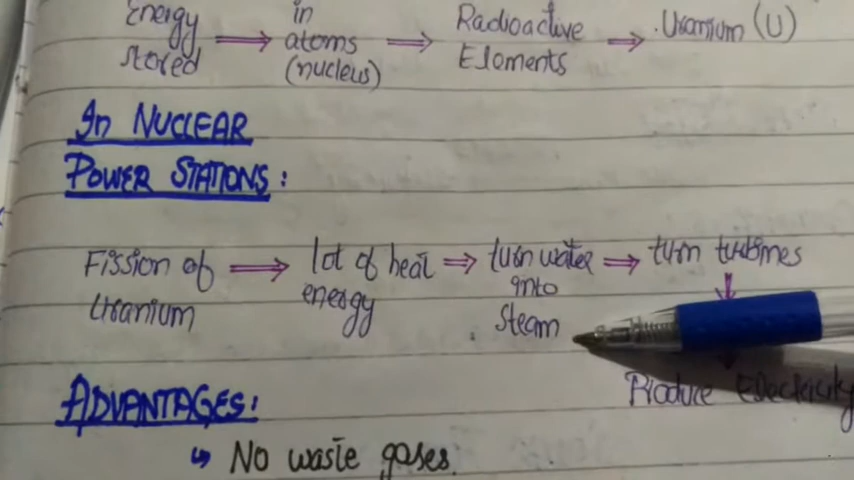 Energy stored ⇒ in atoms (nucleus) ⇒ Radioactive Elements ⇒ Uranium (U)
In NUCLEAR
POWER STATIONS:
Fission of Uranium ⇒ lot of heat energy ⇒ turn water into steam ⇒ turn turbines
Produce Electricity
ADVANTAGES:
↳ No waste gases.